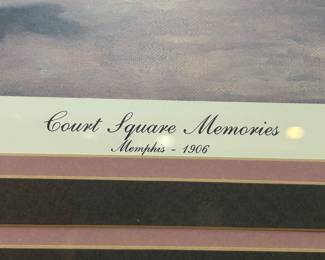 Court Square Memories
Memphis - 1906